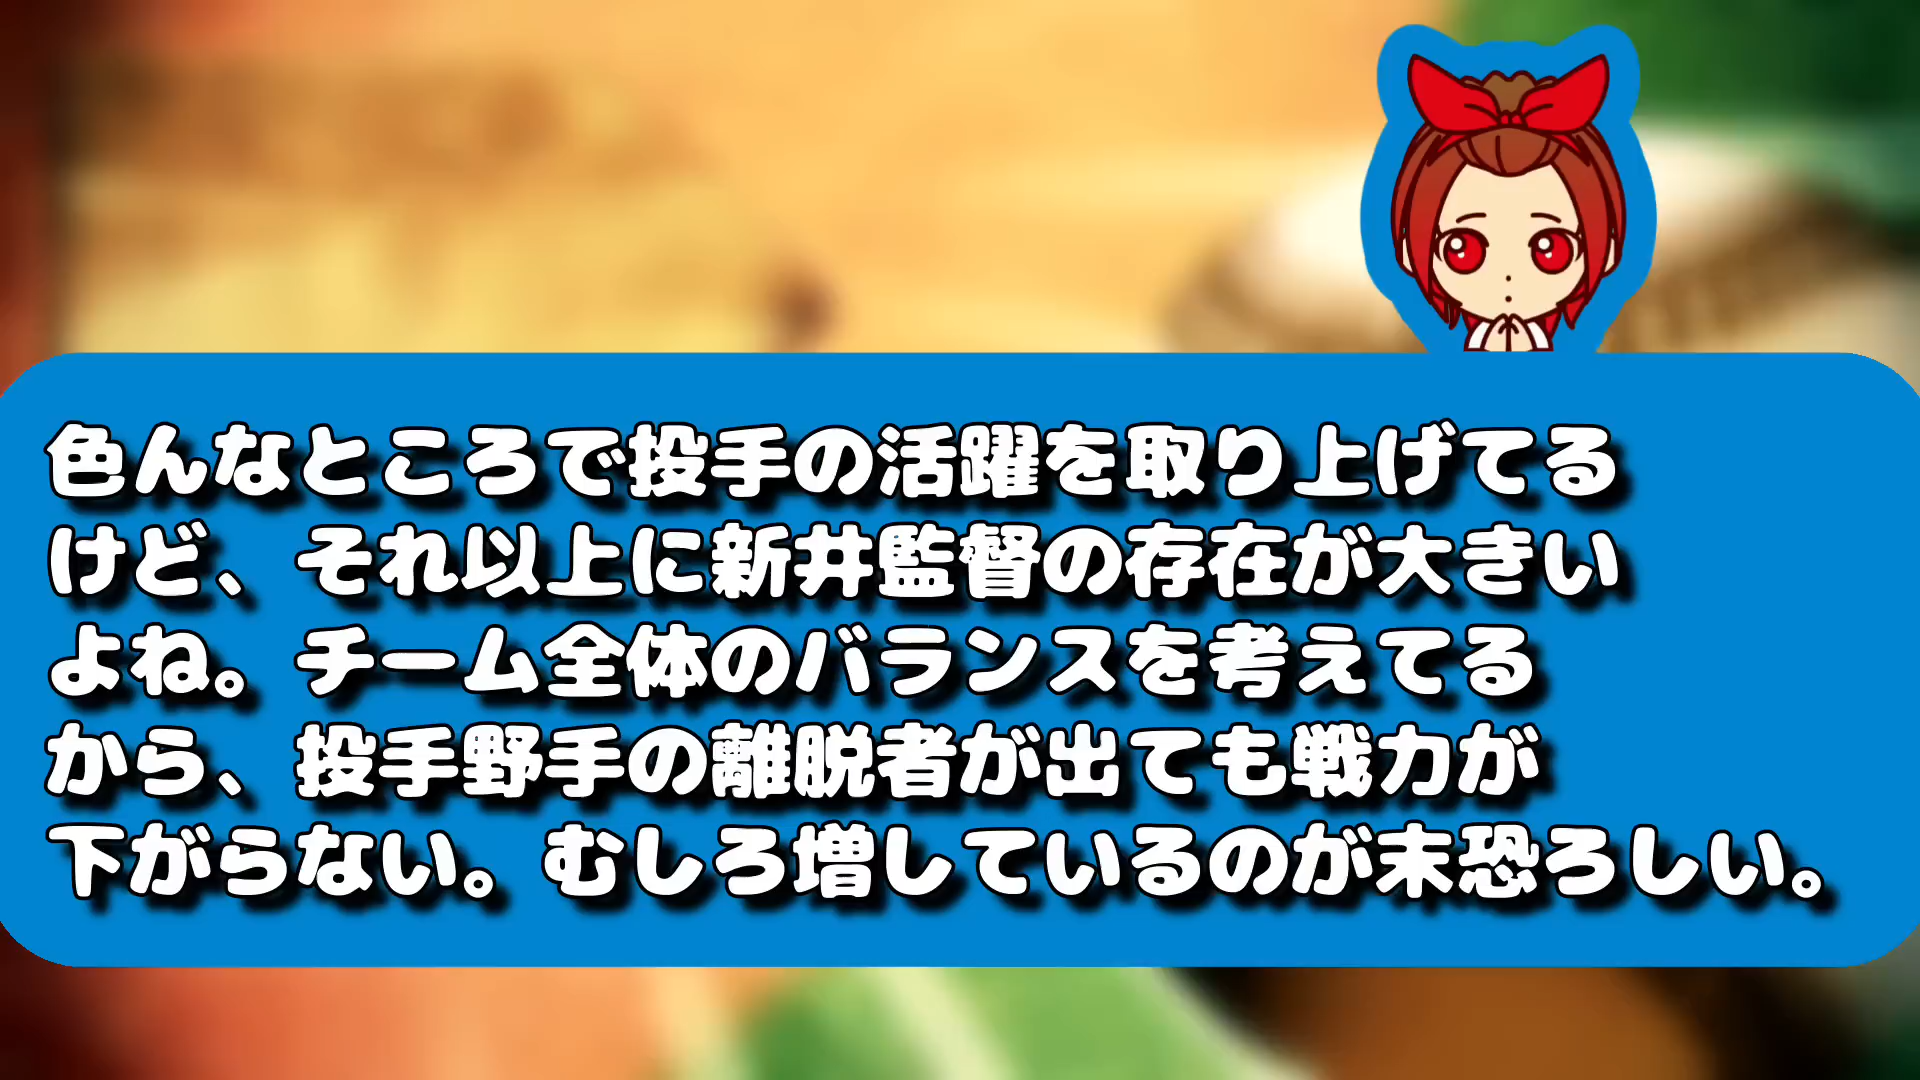 色んなところで投手の活躍を取り上げてる
けど、それ以上に新井監督の存在が大きい
よね。チーム全体のバランスを考えてる
から、投手野手の離脱者が出ても戦力が
下がらない。むしろ増しているのが末恐ろしい。